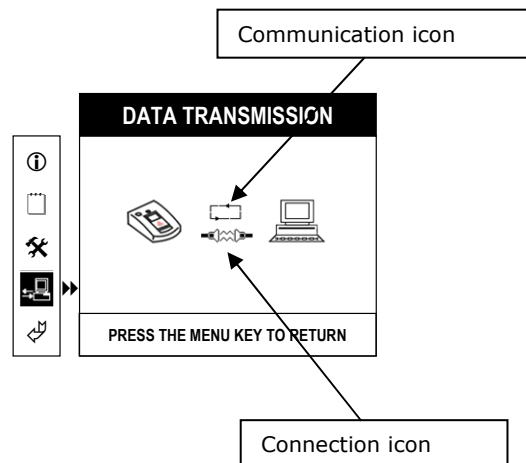 Communication icon
DATA TRANSMISSION
PRESS THE MENU KEY TO RETURN
Connection icon